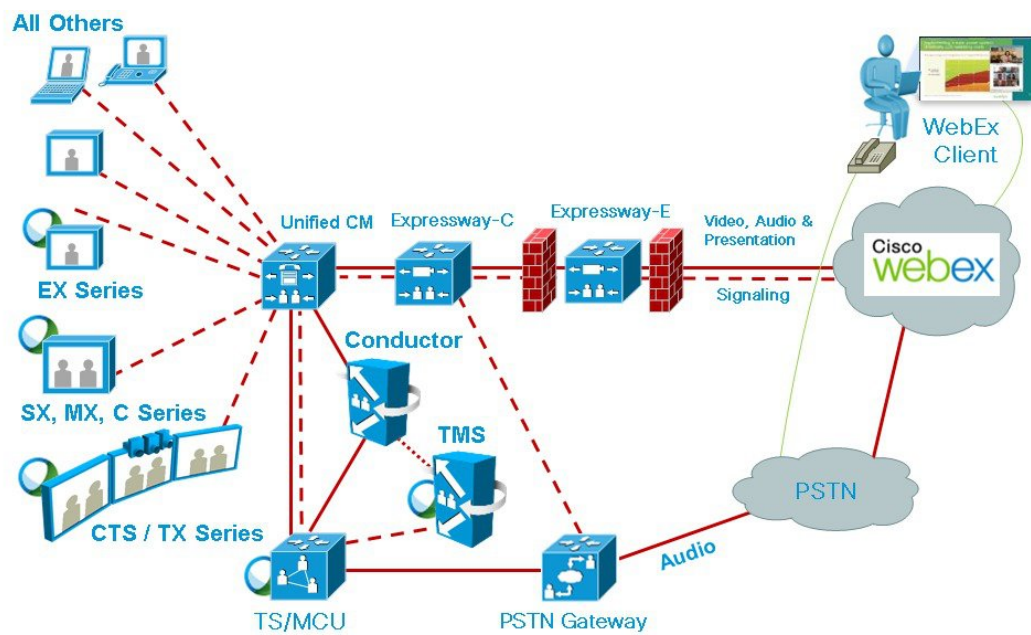 All Others
WebEx
Client
Unified CM
Expressway-C
Expressway-E
Video, Audio &
Presentation
Signaling
Cisco
webex
EX Series
Conductor
SX, MX, C Series
TMS
CTS / TX Series
PSTN
Audio
TS/MCU
PSTN Gateway